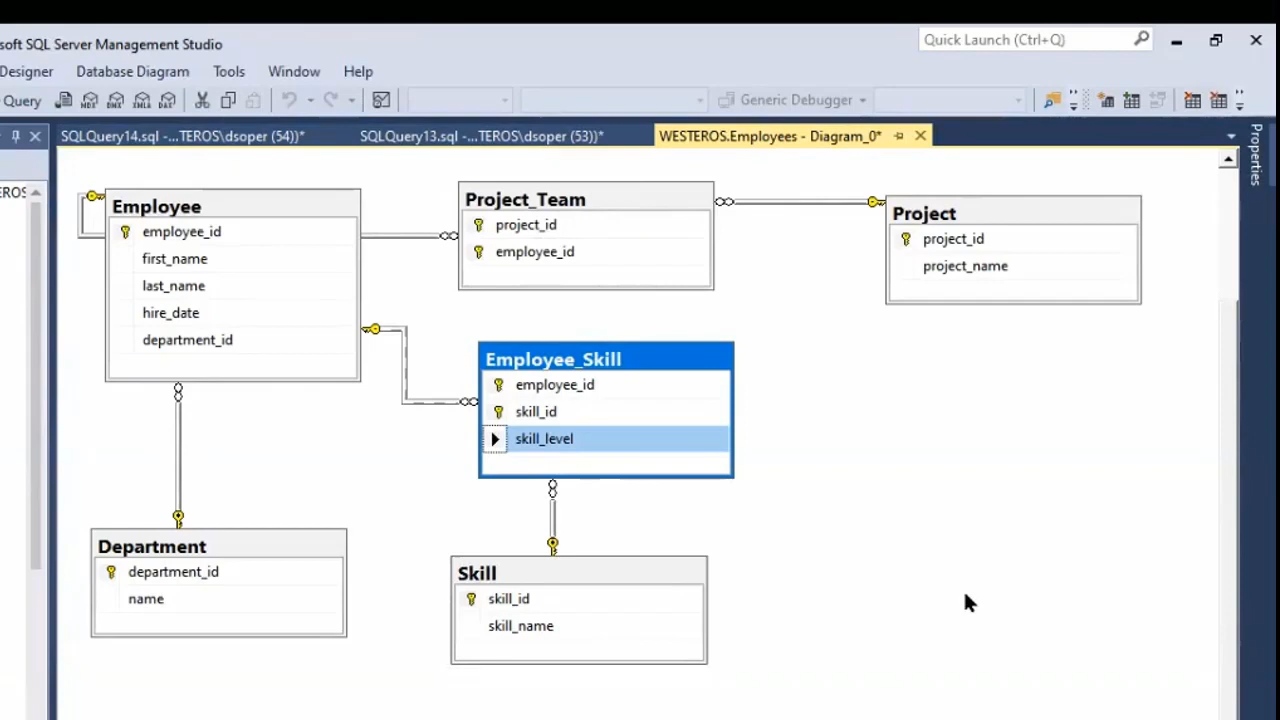 soft SQL Server Management Studio
Quick Launch (Ctrl+Q)
Designer Database Diagram Tools Window Help
Query Generic Debugger
SQLQuery14.sql -...TEROS\dsoper (54))* SQLQuery13.sql -...TEROS\dsoper (53))* WESTEROS.Employees - Diagram_0*
Properties
EROS
Employee
employee_id
first_name
last_name
hire_date
department_id
Project_Team
project_id
employee_id
Project
project_id
project_name
Employee_Skill
employee_id
skill_id
skill_level
Department
department_id
name
Skill
skill_id
skill_name